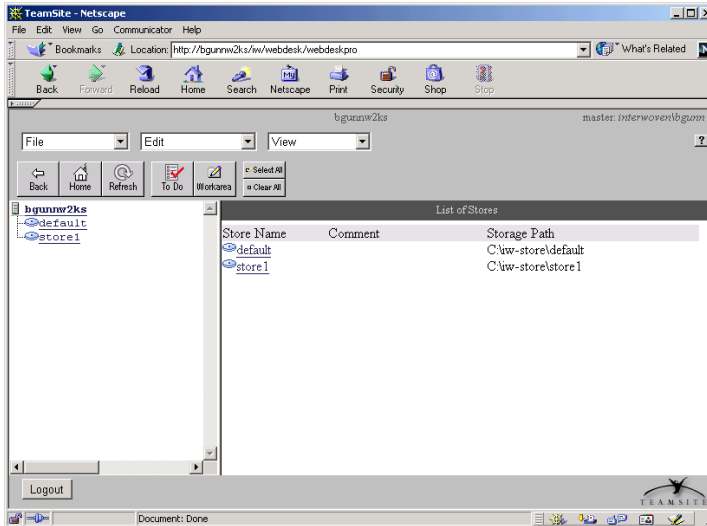 TeamSite - Netscape
File Edit View Go Communicator Help
Bookmarks Location: http://bgunnw2ks/iw/webdesk/webdeskpro What's Related
Back Forward Reload Home Search Netscape Print Security Shop Stop
bgunnw2ks master: interwoven\bgunn
File Edit View ?
Back Home Refresh To Do Workarea Select All
Clear All
bgunnw2ks
default
store1
List of Stores
Store Name Comment Storage Path
default C:\iw-store\default
store1 C:\iw-store\store1
Logout
TEAMSITE
Document: Done